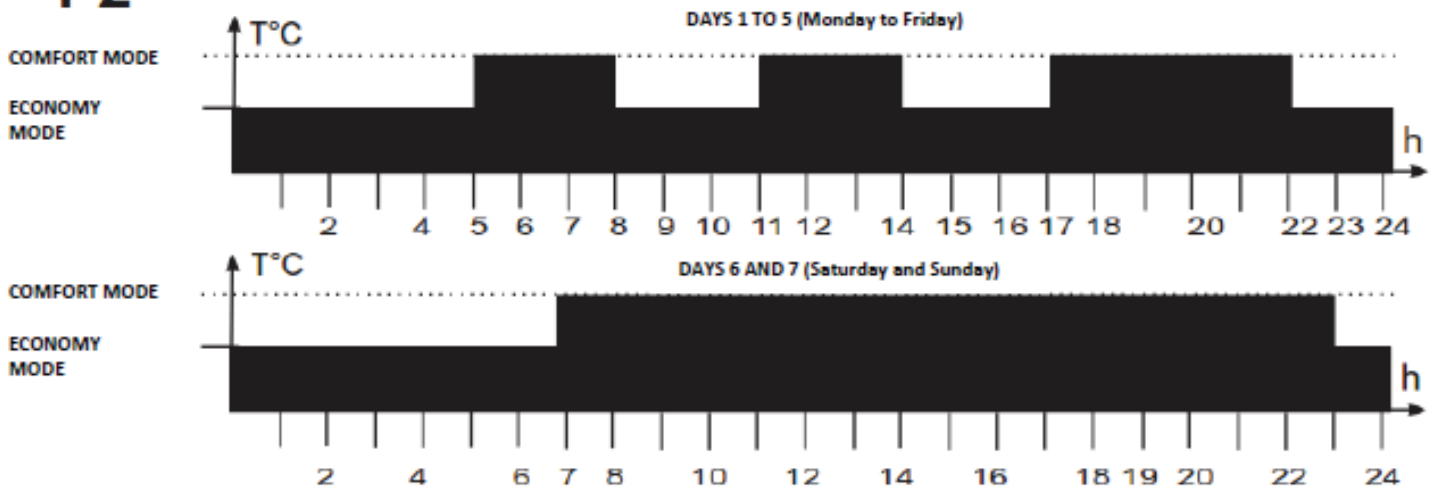 DAYS 1 TO 5 (Monday to Friday)
T°C
COMFORT MODE
ECONOMY
MODE
h
2 4 5 6 7 8 9 10 11 12 14 15 16 17 18 20 22 23 24
T°C
DAYS 6 AND 7 (Saturday and Sunday)
COMFORT MODE
ECONOMY
MODE
h
2 4 6 7 8 10 12 14 16 18 19 20 22 24